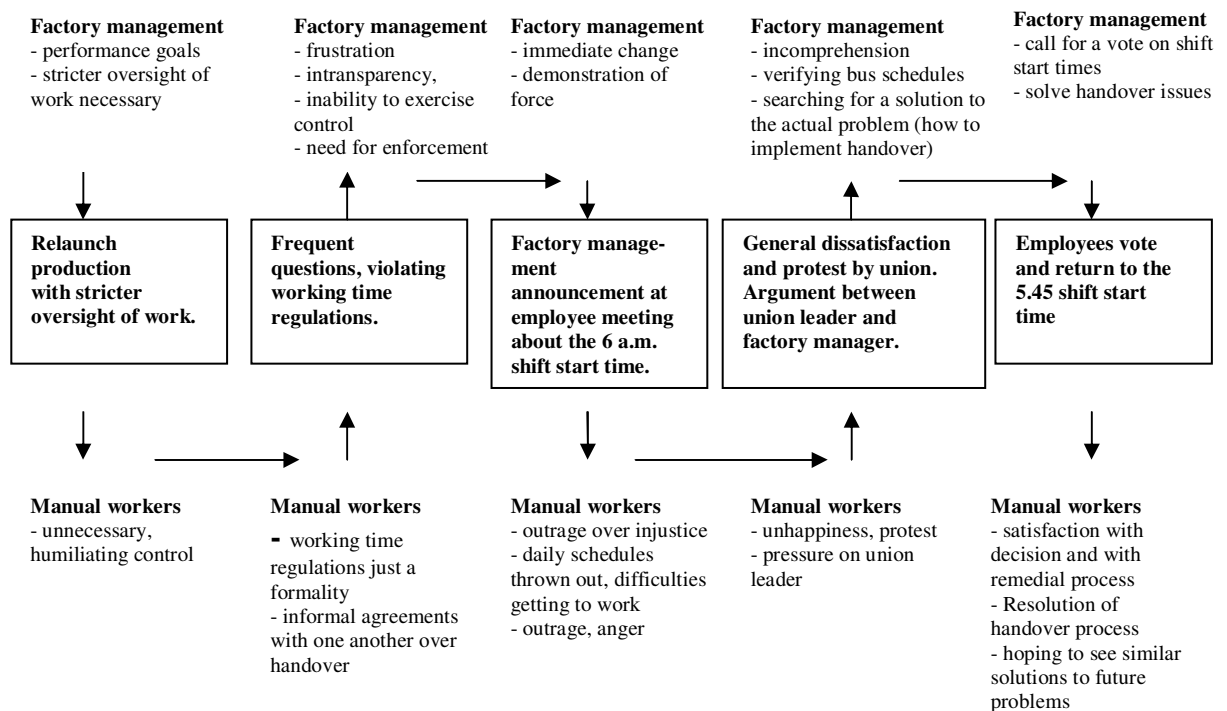 Factory management
- performance goals
- stricter oversight of
work necessary
Factory management
- frustration
- intransparency,
- inability to exercise
control
- need for enforcement
Factory management
- immediate change
- demonstration of
force
Factory management
- incomprehension
- verifying bus schedules
- searching for a solution to
the actual problem (how to
implement handover)
Factory management
- call for a vote on shift
start times
- solve handover issues
Relaunch
production
with stricter
oversight of work.
Frequent
questions, violating
working time
regulations.
Factory manage-
ment
announcement at
employee meeting
about the 6 a.m.
shift start time.
General dissatisfaction
and protest by union.
Argument between
union leader and
factory manager.
Employees vote
and return to the
5.45 shift start
time
Manual workers
- unnecessary,
humiliating control
Manual workers
- working time
regulations just a
formality
- informal agreements
with one another over
handover
Manual workers
- outrage over injustice
- daily schedules
thrown out, difficulties
getting to work
- outrage, anger
Manual workers
- unhappiness, protest
- pressure on union
leader
Manual workers
- satisfaction with
decision and with
remedial process
- Resolution of
handover process
- hoping to see similar
solutions to future
problems